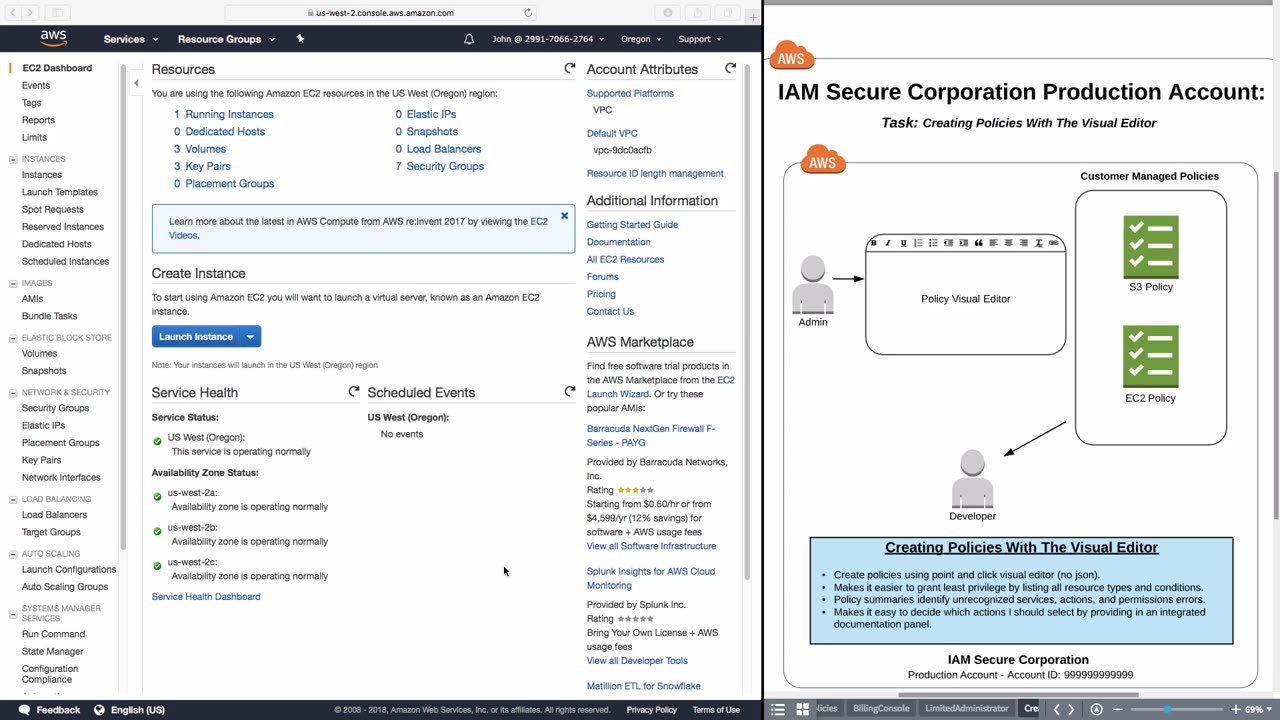 us-west-2.console.aws.amazon.com
aws
Services
Resource Groups
John @ 2991-7066-2764
Oregon
Support
EC2 Dashboard
Events
Tags
Reports
Limits
INSTANCES
Instances
Launch Templates
Spot Requests
Reserved Instances
Dedicated Hosts
Scheduled Instances
IMAGES
AMIs
Bundle Tasks
ELASTIC BLOCK STORE
Volumes
Snapshots
NETWORK & SECURITY
Security Groups
Elastic IPs
Placement Groups
Key Pairs
Network Interfaces
LOAD BALANCING
Load Balancers
Target Groups
AUTO SCALING
Launch Configurations
Auto Scaling Groups
SYSTEMS MANAGER
SERVICES
Run Command
State Manager
Configuration
Compliance
Resources
You are using the following Amazon EC2 resources in the US West (Oregon) region:
1 Running Instances
0 Elastic IPs
0 Dedicated Hosts
0 Snapshots
3 Volumes
0 Load Balancers
3 Key Pairs
7 Security Groups
0 Placement Groups
Learn more about the latest in AWS Compute from AWS re:Invent 2017 by viewing the EC2
Videos.
Create Instance
To start using Amazon EC2 you will want to launch a virtual server, known as an Amazon EC2
instance.
Launch Instance
Note: Your instances will launch in the US West (Oregon) region
Service Health
Service Status:
US West (Oregon):
This service is operating normally
Availability Zone Status:
us-west-2a:
Availability zone is operating normally
us-west-2b:
Availability zone is operating normally
us-west-2c:
Availability zone is operating normally
Service Health Dashboard
Scheduled Events
US West (Oregon):
No events
Account Attributes
Supported Platforms
VPC
Default VPC
vpc-9dc0acfb
Resource ID length management
Additional Information
Getting Started Guide
Documentation
All EC2 Resources
Forums
Pricing
Contact Us
AWS Marketplace
Find free software trial products in
the AWS Marketplace from the EC2
Launch Wizard. Or try these
popular AMIs:
Barracuda NextGen Firewall F-
Series - PAYG
Provided by Barracuda Networks,
Inc.
Rating
Starting from $0.60/hr or from
$4,599/yr (12% savings) for
software + AWS usage fees
View all Software Infrastructure
Splunk Insights for AWS Cloud
Monitoring
Provided by Splunk Inc.
Rating
Bring Your Own License + AWS
usage fees
View all Developer Tools
Matillion ETL for Snowflake
Feedback
English (US)
© 2008 - 2018, Amazon Web Services, Inc. or its affiliates. All rights reserved.
Privacy Policy
Terms of Use
AWS
IAM Secure Corporation Production Account:
Task: Creating Policies With The Visual Editor
AWS
Customer Managed Policies
B I U
Policy Visual Editor
Admin
S3 Policy
EC2 Policy
Developer
Creating Policies With The Visual Editor
• Create policies using point and click visual editor (no json).
• Makes it easier to grant least privilege by listing all resource types and conditions.
• Policy summaries identify unrecognized services, actions, and permissions errors.
• Makes it easy to decide which actions I should select by providing in an integrated
documentation panel.
IAM Secure Corporation
Production Account - Account ID: 999999999999
licies
BillingConsole
LimitedAdministrator
Cre
69%